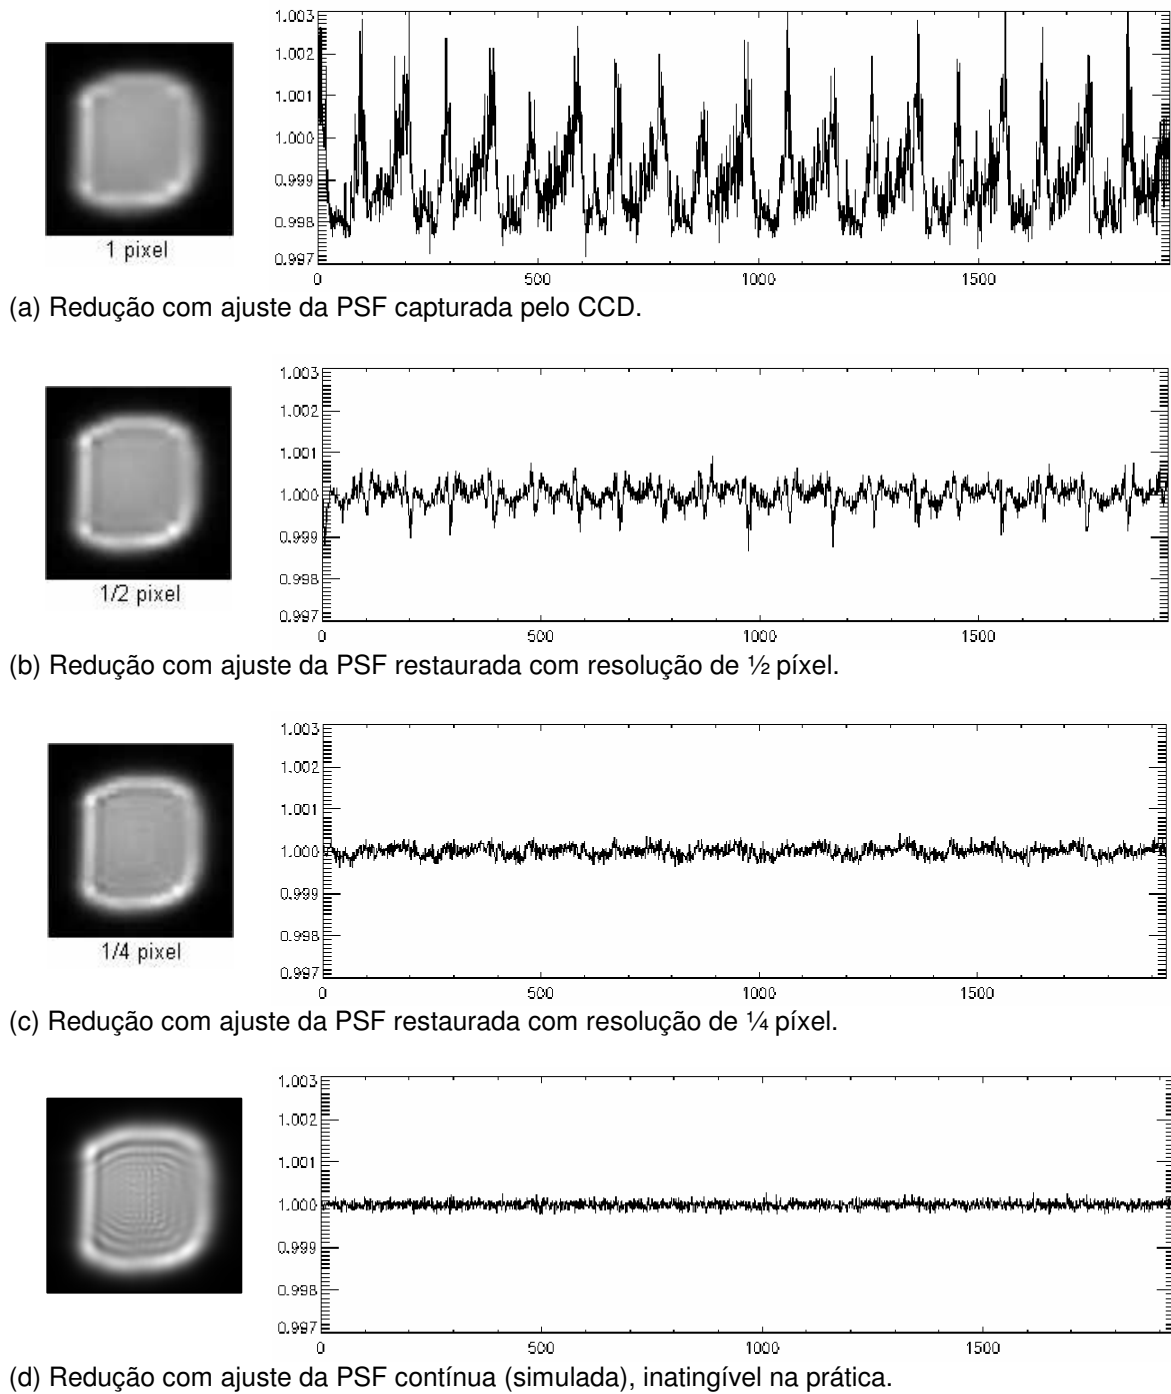 1.003
1.002
1.001
1.000
0.999
0.998
0.997
0 500 1000 1500
1 pixel
(a) Redução com ajuste da PSF capturada pelo CCD.
1.003
1.002
1.001
1.000
0.999
0.998
0.997
0 500 1000 1500
1/2 pixel
(b) Redução com ajuste da PSF restaurada com resolução de ½ píxel.
1.003
1.002
1.001
1.000
0.999
0.998
0.997
0 500 1000 1500
1/4 pixel
(c) Redução com ajuste da PSF restaurada com resolução de ¼ píxel.
1.003
1.002
1.001
1.000
0.999
0.998
0.997
0 500 1000 1500
(d) Redução com ajuste da PSF contínua (simulada), inatingível na prática.